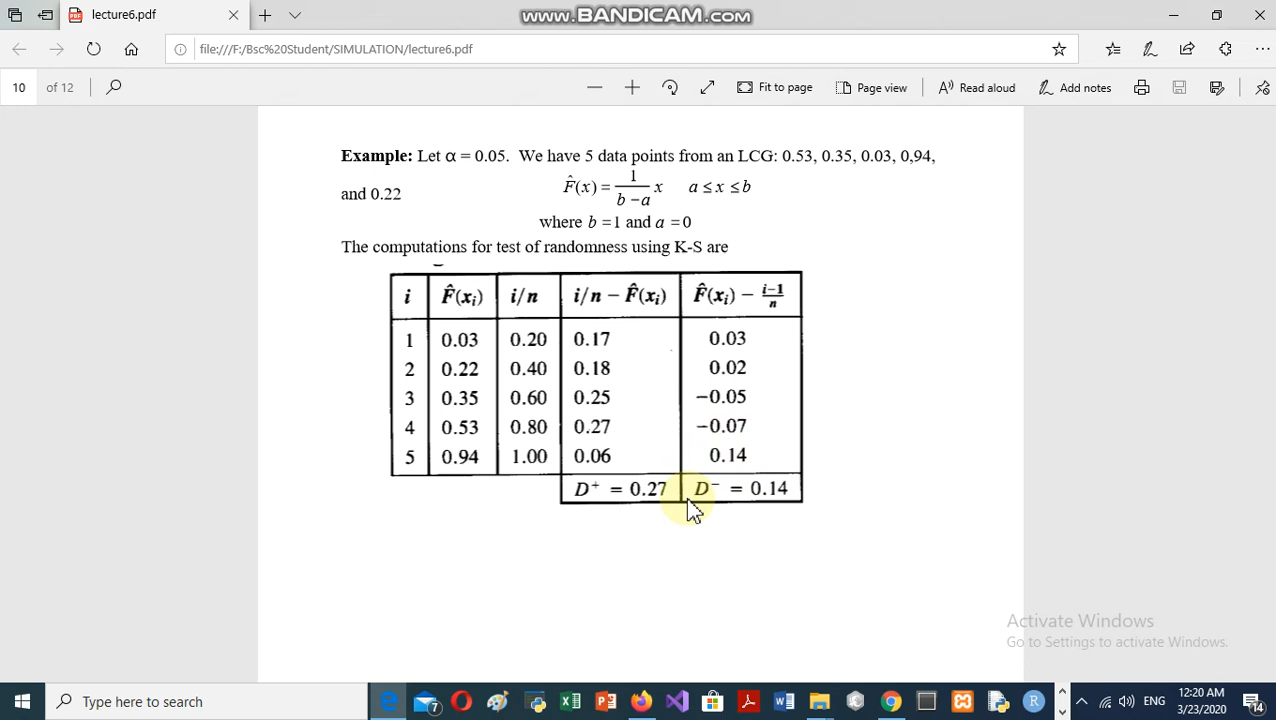 lecture6.pdf
www.BANDICAM.com
file:///F:/Bsc%20Student/SIMULATION/lecture6.pdf
10 of 12
Fit to page
Page view
Read aloud
Add notes
Example: Let α = 0.05. We have 5 data points from an LCG: 0.53, 0.35, 0.03, 0,94,
and 0.22
F̂(x) = 1/(b − a) x a ≤ x ≤ b
where b = 1 and a = 0
The computations for test of randomness using K-S are
i F̂(xᵢ) i/n i/n − F̂(xᵢ) F̂(xᵢ) − (i−1)/n
1 0.03 0.20 0.17 0.03
2 0.22 0.40 0.18 0.02
3 0.35 0.60 0.25 −0.05
4 0.53 0.80 0.27 −0.07
5 0.94 1.00 0.06 0.14
D⁺ = 0.27 D⁻ = 0.14
Activate Windows
Go to Settings to activate Windows.
Type here to search
7
ENG
12:20 AM
3/23/2020
14